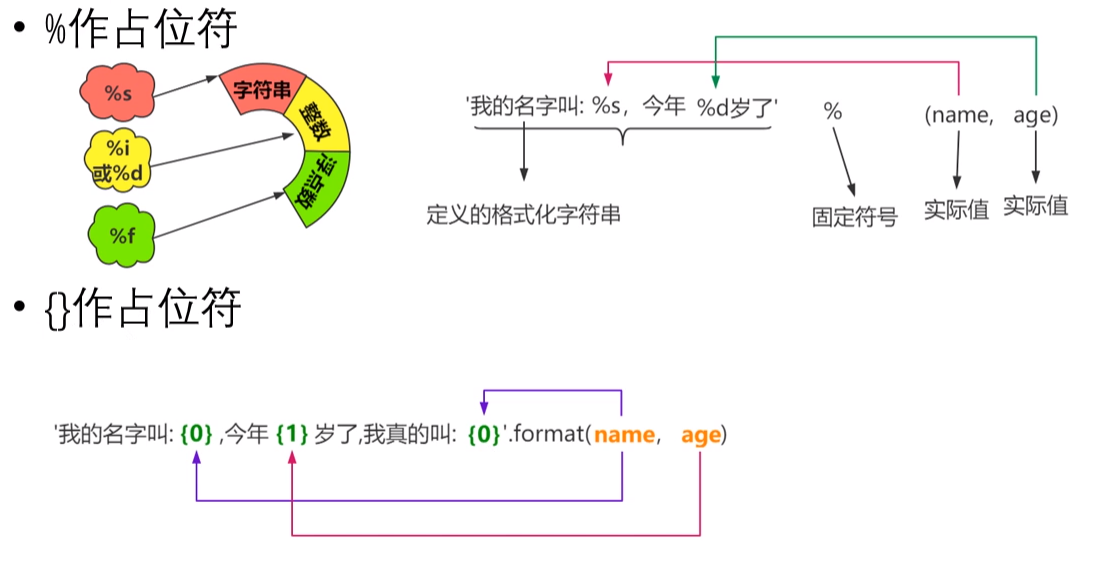 • %作占位符
%s
字符串
%i
或%d
整数
%f
浮点数
'我的名字叫: %s，今年 %d岁了' % (name, age)
定义的格式化字符串
固定符号
实际值
实际值
• {}作占位符
'我的名字叫: {0} ,今年 {1} 岁了,我真的叫: {0}'.format(name, age)